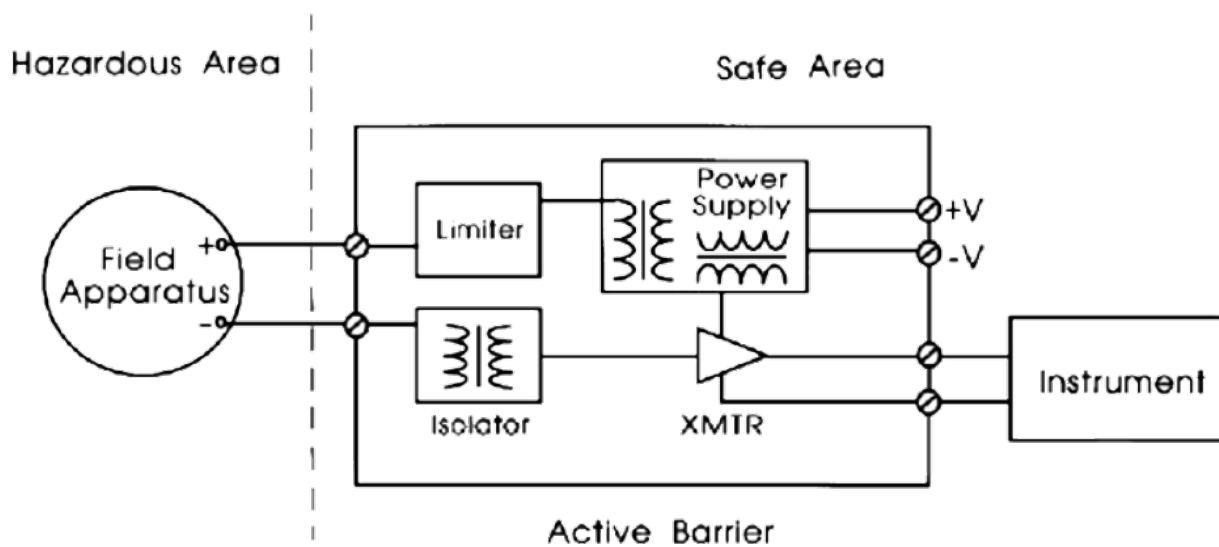 Hazardous Area
Safe Area
Power
Supply
+V
-V
Limiter
+
Field
Apparatus
-
Isolator
XMTR
Instrument
Active Barrier